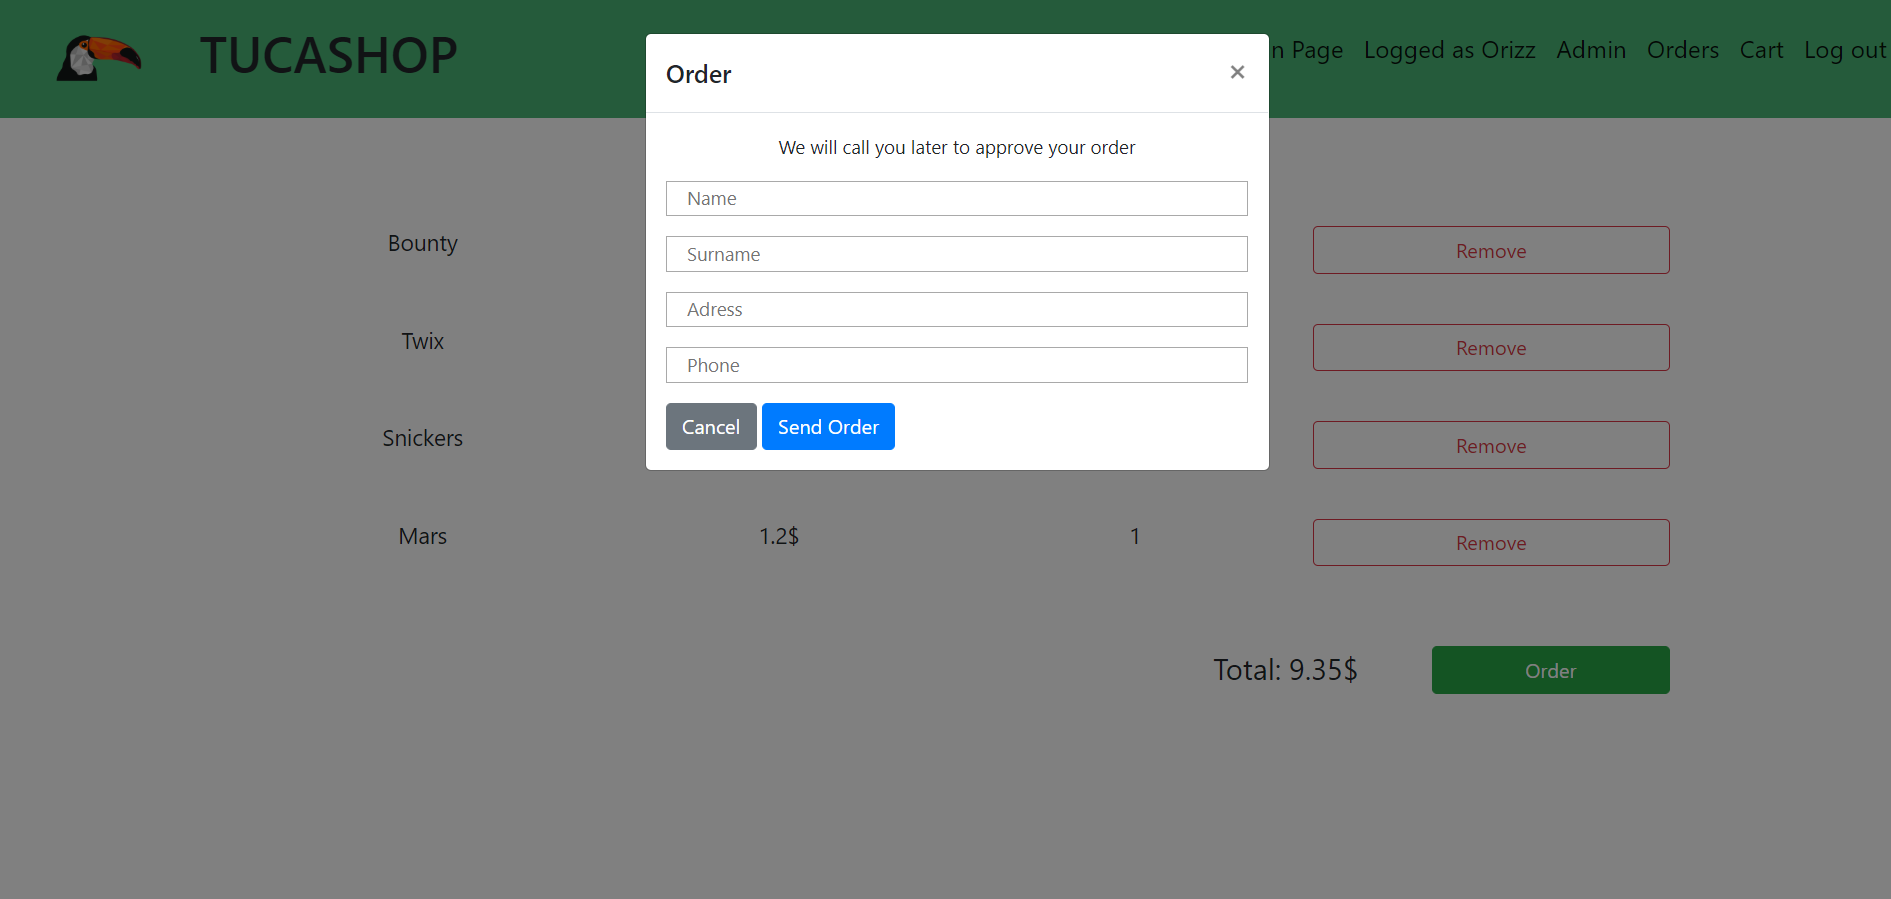 TUCASHOP
n Page Logged as Orizz Admin Orders Cart Log out
Order ×
We will call you later to approve your order
Name
Surname
Adress
Phone
Cancel Send Order
Bounty Remove
Twix Remove
Snickers Remove
Mars 1.2$ 1 Remove
Total: 9.35$ Order